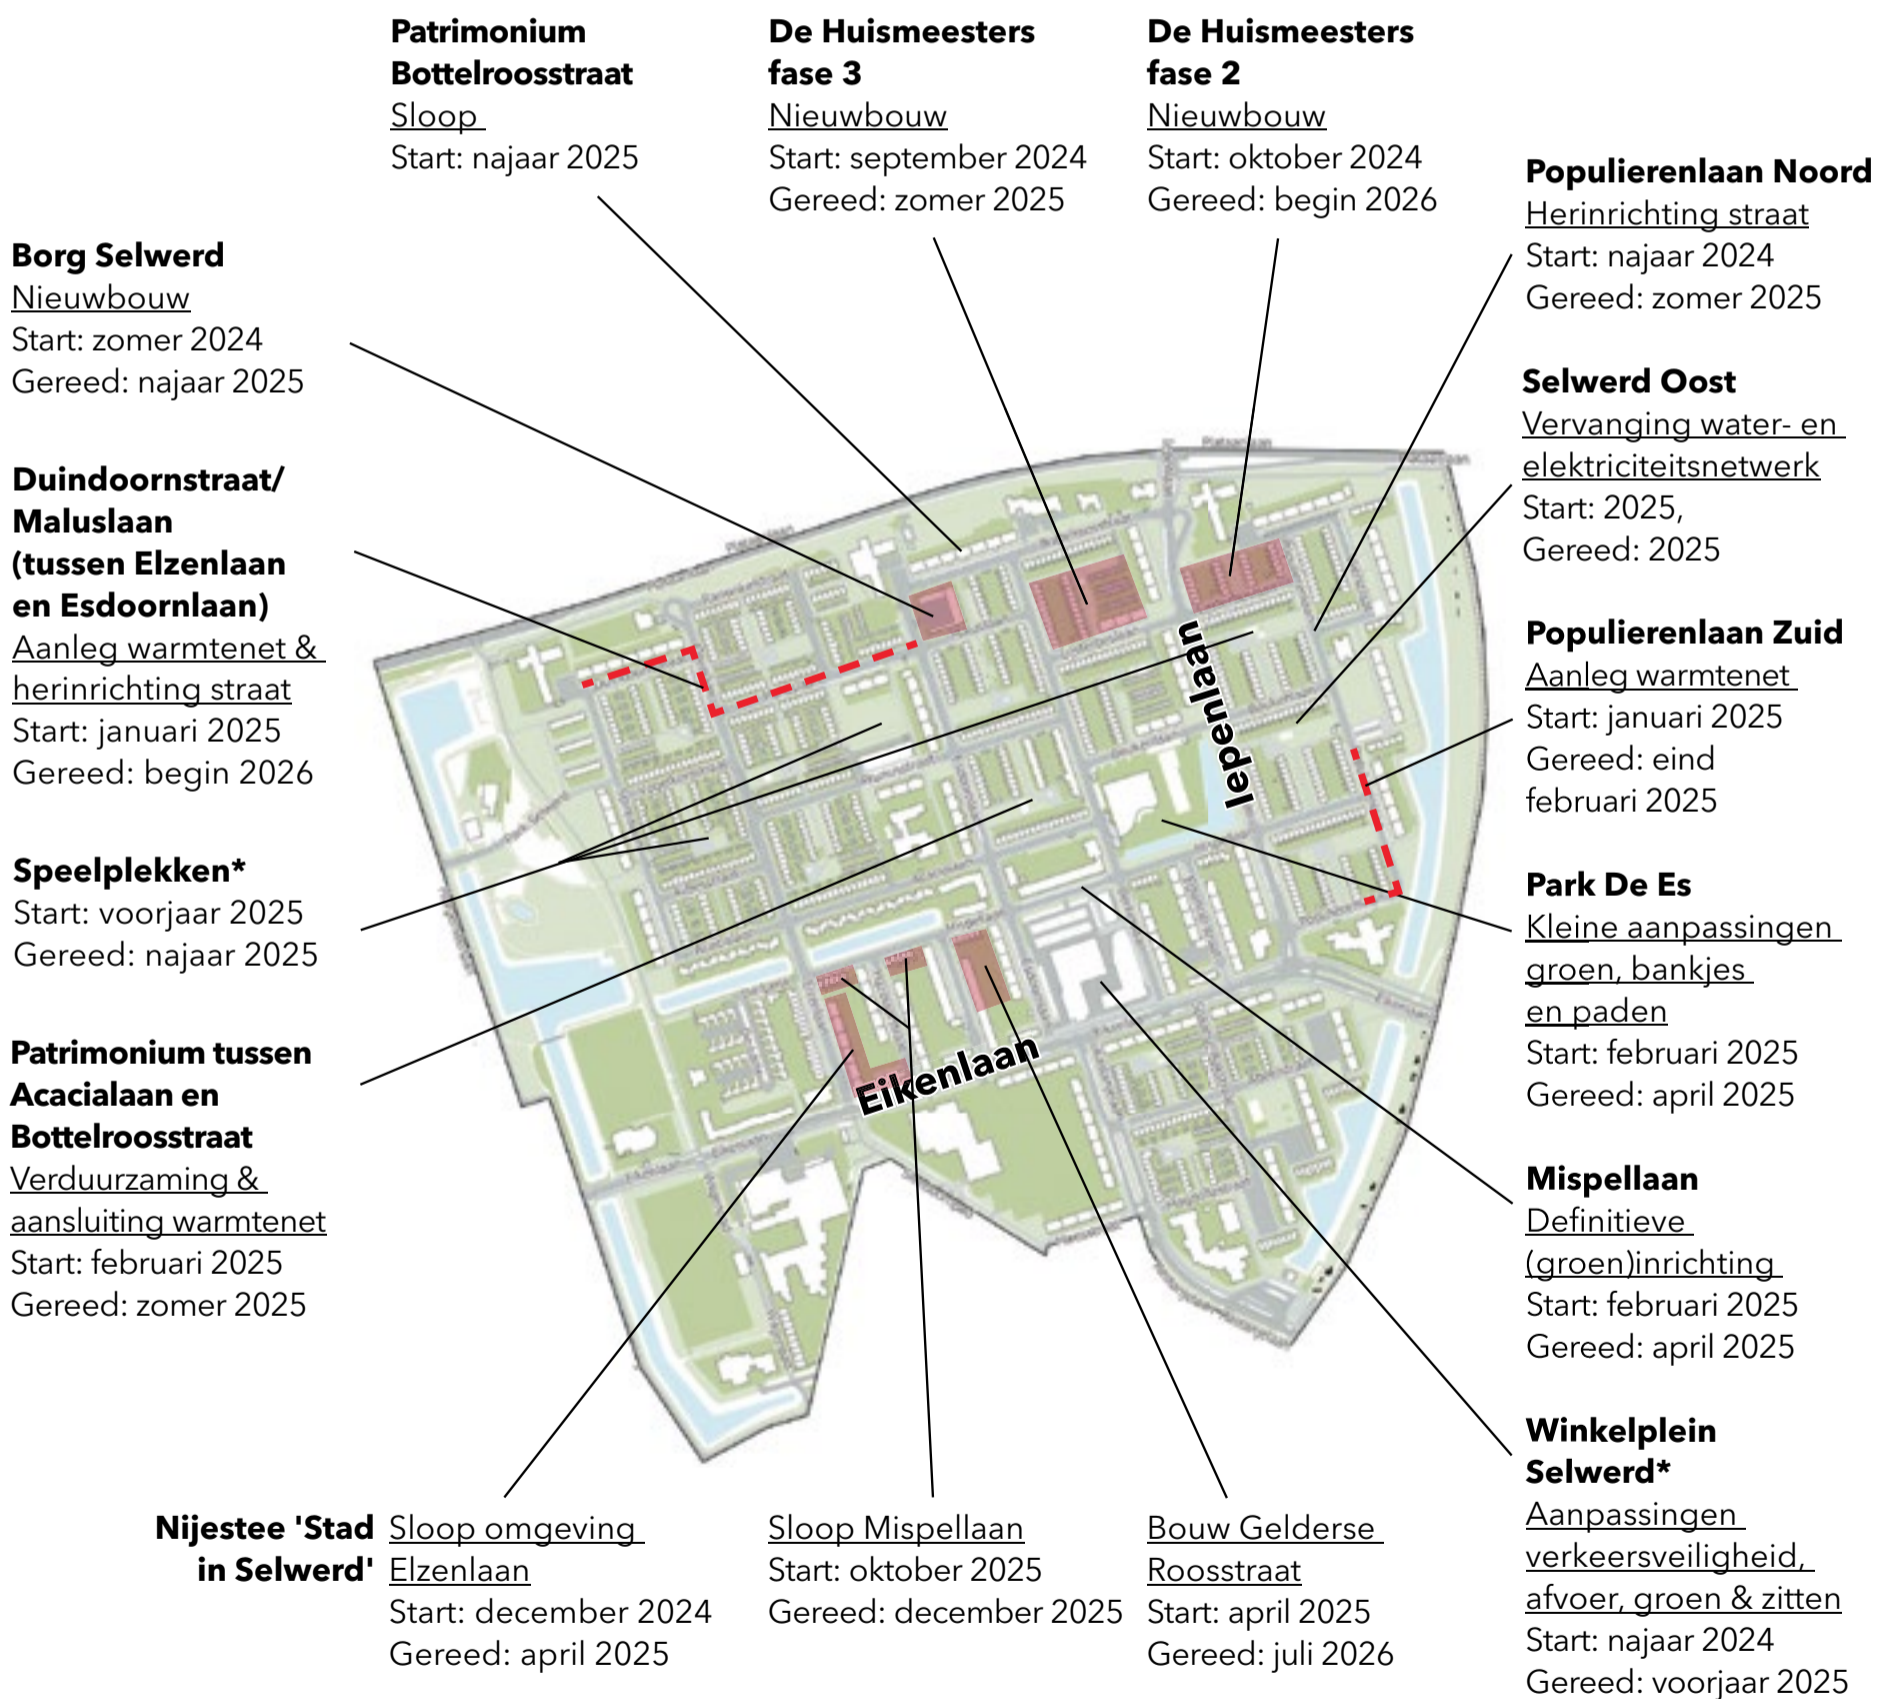 Patrimonium
Bottelroosstraat
Sloop
Start: najaar 2025
De Huismeesters
fase 3
Nieuwbouw
Start: september 2024
Gereed: zomer 2025
De Huismeesters
fase 2
Nieuwbouw
Start: oktober 2024
Gereed: begin 2026
Populierenlaan Noord
Herinrichting straat
Start: najaar 2024
Gereed: zomer 2025
Borg Selwerd
Nieuwbouw
Start: zomer 2024
Gereed: najaar 2025
Selwerd Oost
Vervanging water- en
elektriciteitsnetwerk
Start: 2025,
Gereed: 2025
Duindoornstraat/
Maluslaan
(tussen Elzenlaan
en Esdoornlaan)
Aanleg warmtenet &
herinrichting straat
Start: januari 2025
Gereed: begin 2026
Populierenlaan Zuid
Aanleg warmtenet
Start: januari 2025
Gereed: eind
februari 2025
Speelplekken*
Start: voorjaar 2025
Gereed: najaar 2025
Park De Es
Kleine aanpassingen
groen, bankjes
en paden
Start: februari 2025
Gereed: april 2025
Patrimonium tussen
Acacialaan en
Bottelroosstraat
Verduurzaming &
aansluiting warmtenet
Start: februari 2025
Gereed: zomer 2025
Mispellaan
Definitieve
(groen)inrichting
Start: februari 2025
Gereed: april 2025
Winkelplein
Selwerd*
Aanpassingen
verkeersveiligheid,
afvoer, groen & zitten
Start: najaar 2024
Gereed: voorjaar 2025
Iepenlaan
Eikenlaan
Nijestee 'Stad
in Selwerd'
Sloop omgeving
Elzenlaan
Start: december 2024
Gereed: april 2025
Sloop Mispellaan
Start: oktober 2025
Gereed: december 2025
Bouw Gelderse
Roosstraat
Start: april 2025
Gereed: juli 2026